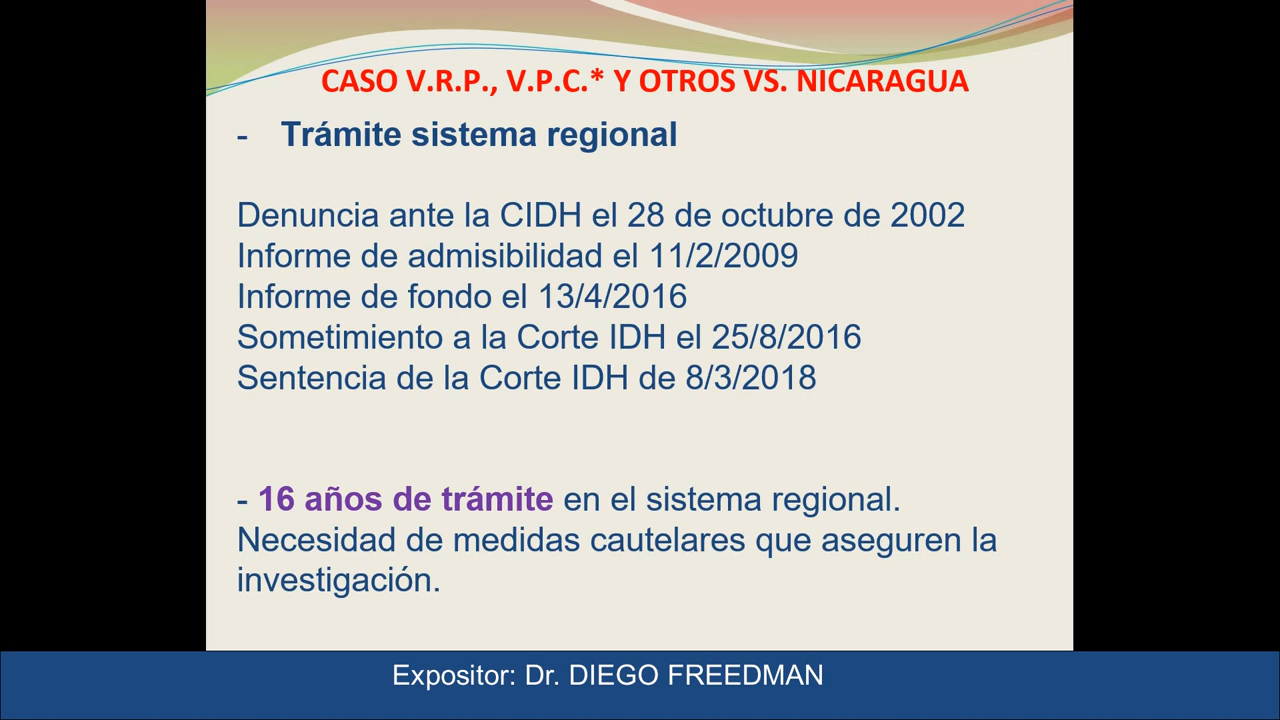 CASO V.R.P., V.P.C.* Y OTROS VS. NICARAGUA
- Trámite sistema regional
Denuncia ante la CIDH el 28 de octubre de 2002
Informe de admisibilidad el 11/2/2009
Informe de fondo el 13/4/2016
Sometimiento a la Corte IDH el 25/8/2016
Sentencia de la Corte IDH de 8/3/2018
- 16 años de trámite en el sistema regional.
Necesidad de medidas cautelares que aseguren la
investigación.
Expositor: Dr. DIEGO FREEDMAN